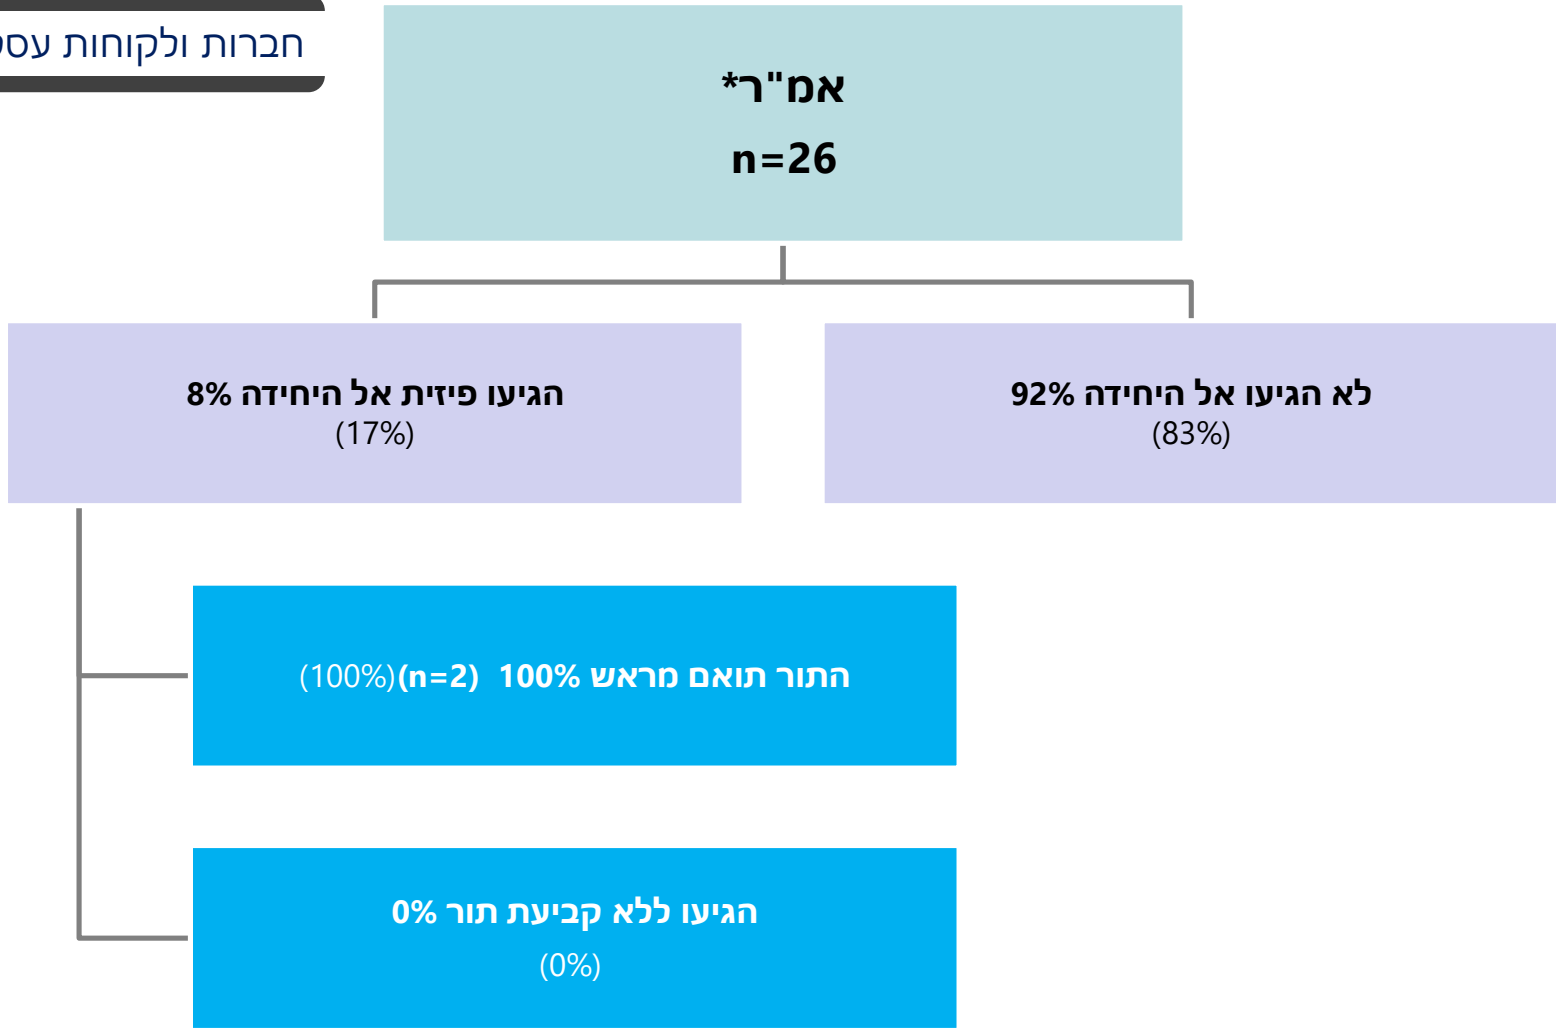 חברות ולקוחות
אמ"ר*
n=26
לא הגיעו אל היחידה 92%
(83%)
הגיעו פיזית אל היחידה 8%
(17%)
התור תואם מראש 100% (n=2)(100%)
הגיעו ללא קביעת תור 0%
(0%)